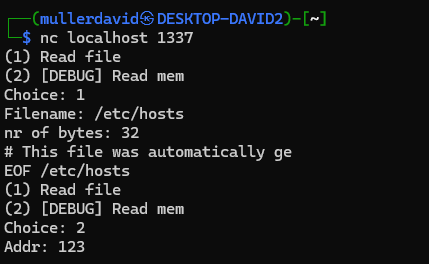 ┌──(mullerdavid㉿DESKTOP-DAVID2)-[~]
└─$ nc localhost 1337
(1) Read file
(2) [DEBUG] Read mem
Choice: 1
Filename: /etc/hosts
nr of bytes: 32
# This file was automatically ge
EOF /etc/hosts
(1) Read file
(2) [DEBUG] Read mem
Choice: 2
Addr: 123